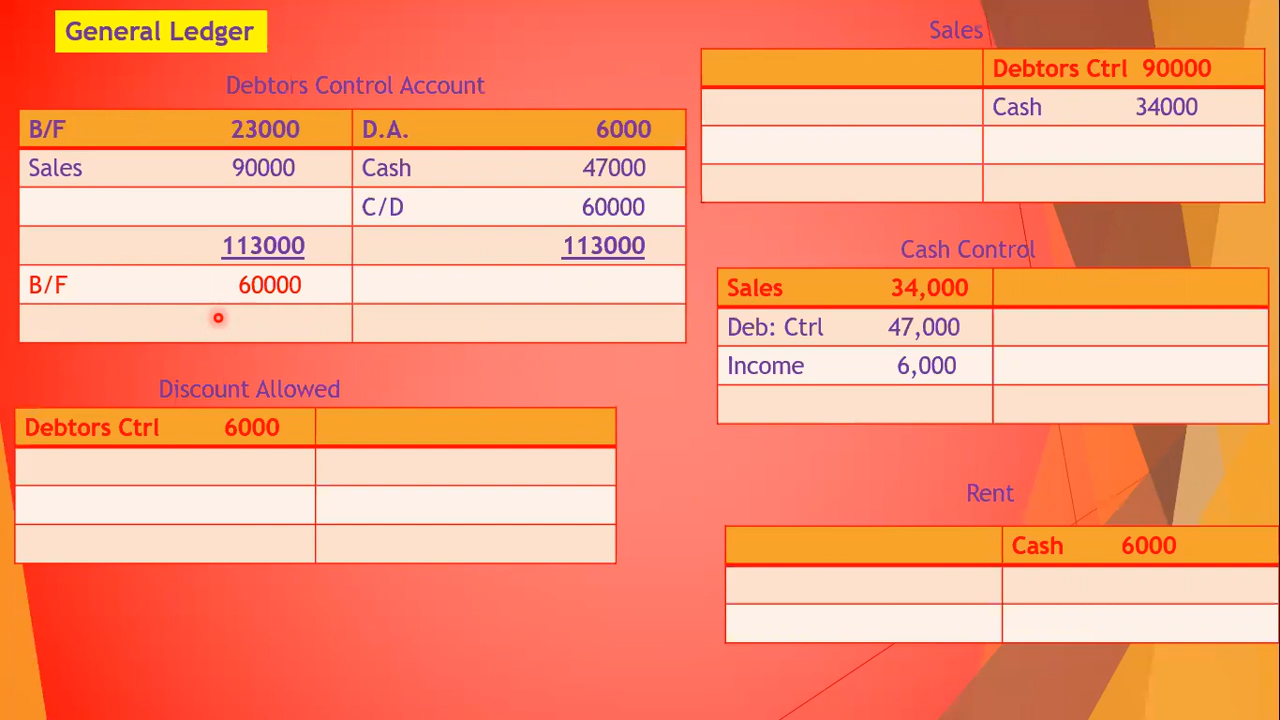 General Ledger
Debtors Control Account
B/F 23000 D.A. 6000
Sales 90000 Cash 47000
C/D 60000
113000 113000
B/F 60000
Discount Allowed
Debtors Ctrl 6000
Sales
Debtors Ctrl 90000
Cash 34000
Cash Control
Sales 34,000
Deb: Ctrl 47,000
Income 6,000
Rent
Cash 6000